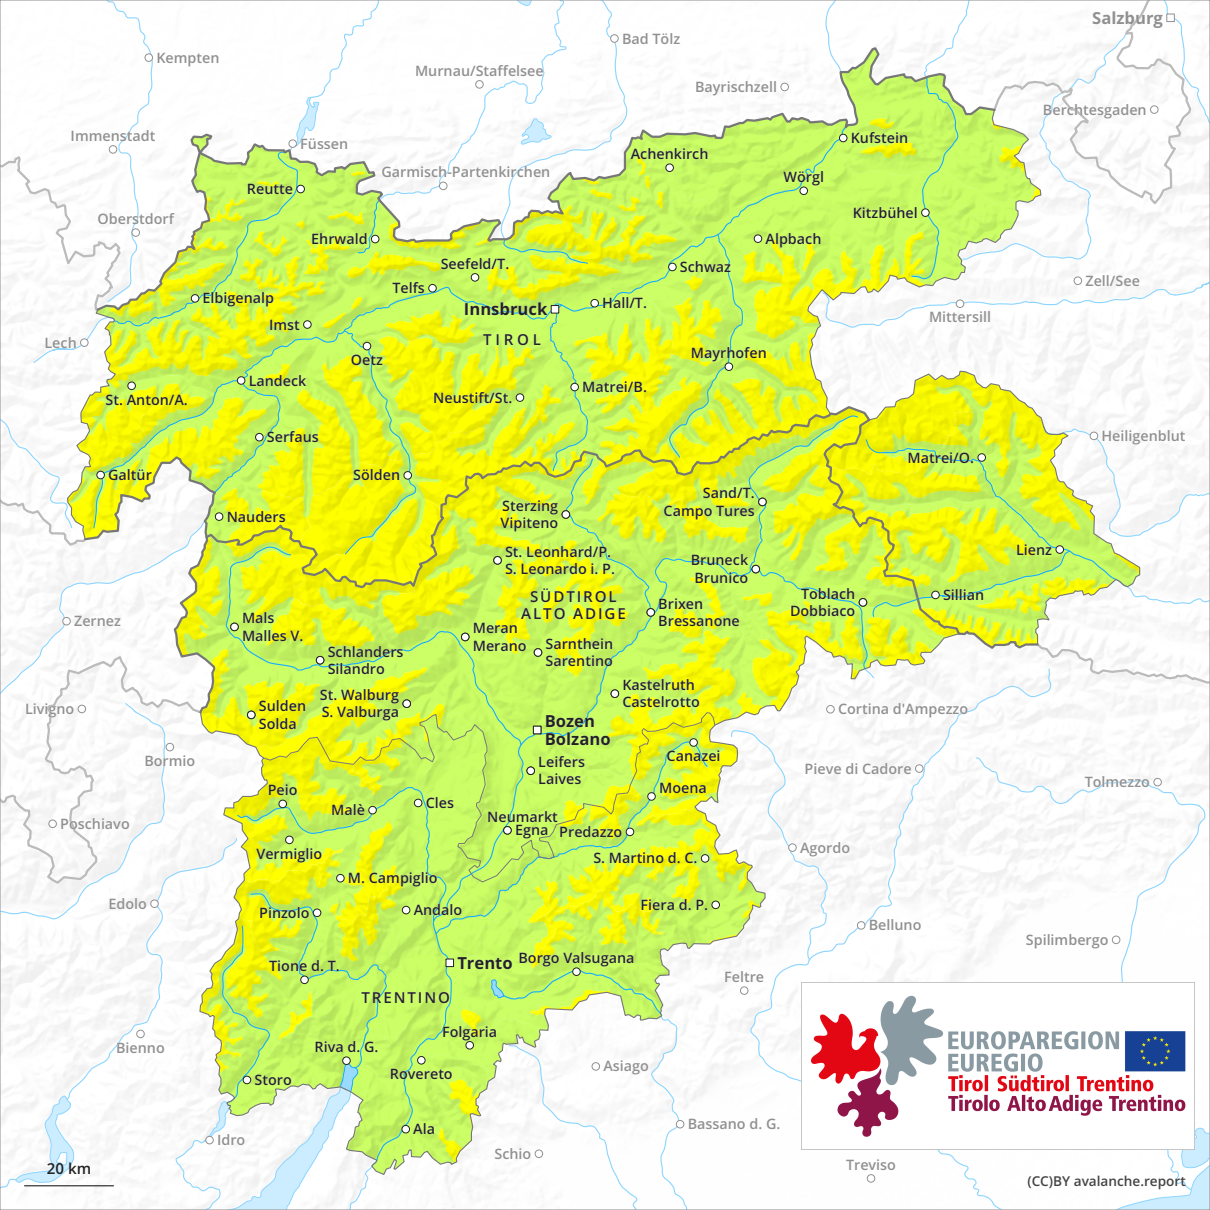 Salzburg
Bad Tölz
Kempten
Murnau/Staffelsee
Bayrischzell
Berchtesgaden
Immenstadt
Füssen
Kufstein
Achenkirch
Garmisch-Partenkirchen
Wörgl
Reutte
Oberstdorf
Kitzbühel
Ehrwald
Alpbach
Seefeld/T.
Schwaz
Zell/See
Telfs
Elbigenalp
Hall/T.
Innsbruck
Mittersill
Imst
TIROL
Lech
Oetz
Mayrhofen
Landeck
Matrei/B.
St. Anton/A.
Neustift/St.
Serfaus
Heiligenblut
Matrei/O.
Galtür
Sölden
Sand/T.
Campo Tures
Sterzing
Vipiteno
Nauders
St. Leonhard/P.
S. Leonardo i. P.
Lienz
Bruneck
Brunico
SÜDTIROL
ALTO ADIGE
Toblach
Dobbiaco
Sillian
Brixen
Bressanone
Zernez
Mals
Malles V.
Meran
Merano
Sarnthein
Sarentino
Schlanders
Silandro
Kastelruth
Castelrotto
St. Walburg
S. Valburga
Sulden
Solda
Livigno
Cortina d'Ampezzo
Bozen
Bolzano
Bormio
Canazei
Leifers
Laives
Pieve di Cadore
Tolmezzo
Peio
Moena
Malè
Cles
Neumarkt
Egna
Predazzo
Poschiavo
Vermiglio
S. Martino d. C.
Agordo
M. Campiglio
Edolo
Pinzolo
Andalo
Fiera d. P.
Belluno
Spilimbergo
Borgo Valsugana
Trento
Tione d. T.
Feltre
TRENTINO
Folgaria
Bienno
Riva d. G.
Rovereto
Asiago
Storo
Ala
Bassano d. G.
Idro
Schio
Treviso
EUROPAREGION
EUREGIO
Tirol Südtirol Trentino
Tirolo Alto Adige Trentino
20 km
(CC)BY avalanche.report